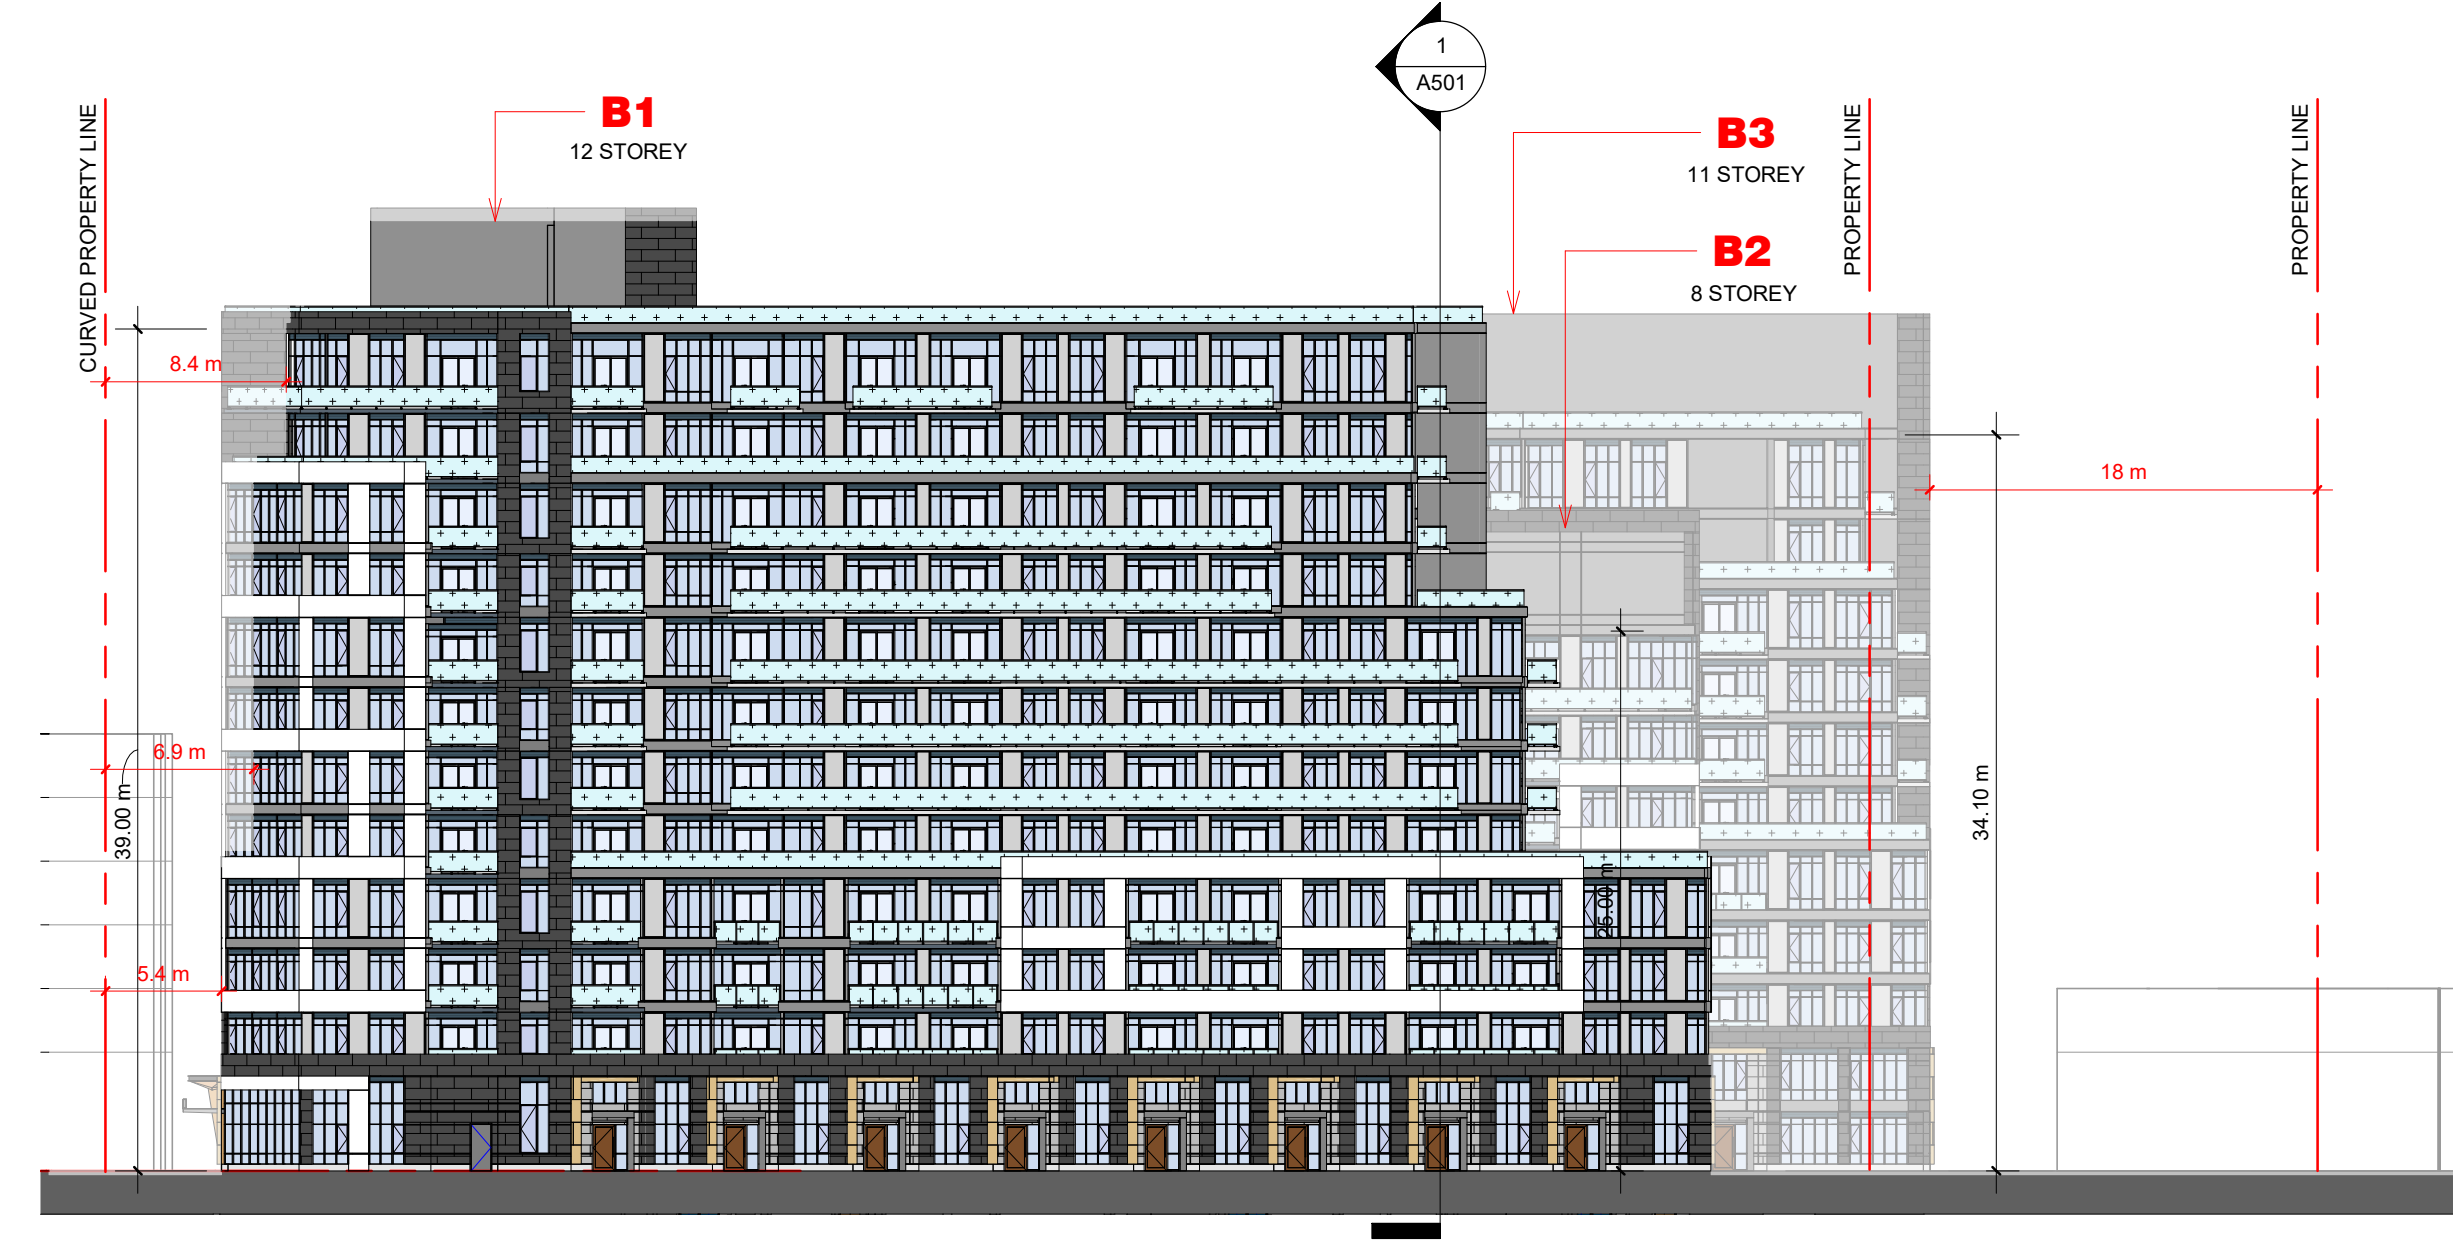 1
A501
CURVED PROPERTY LINE
B1
12 STOREY
B3
11 STOREY
PROPERTY LINE
PROPERTY LINE
B2
8 STOREY
8.4 m
18 m
6.9 m
39.00 m
34.10 m
25.00 m
5.4 m